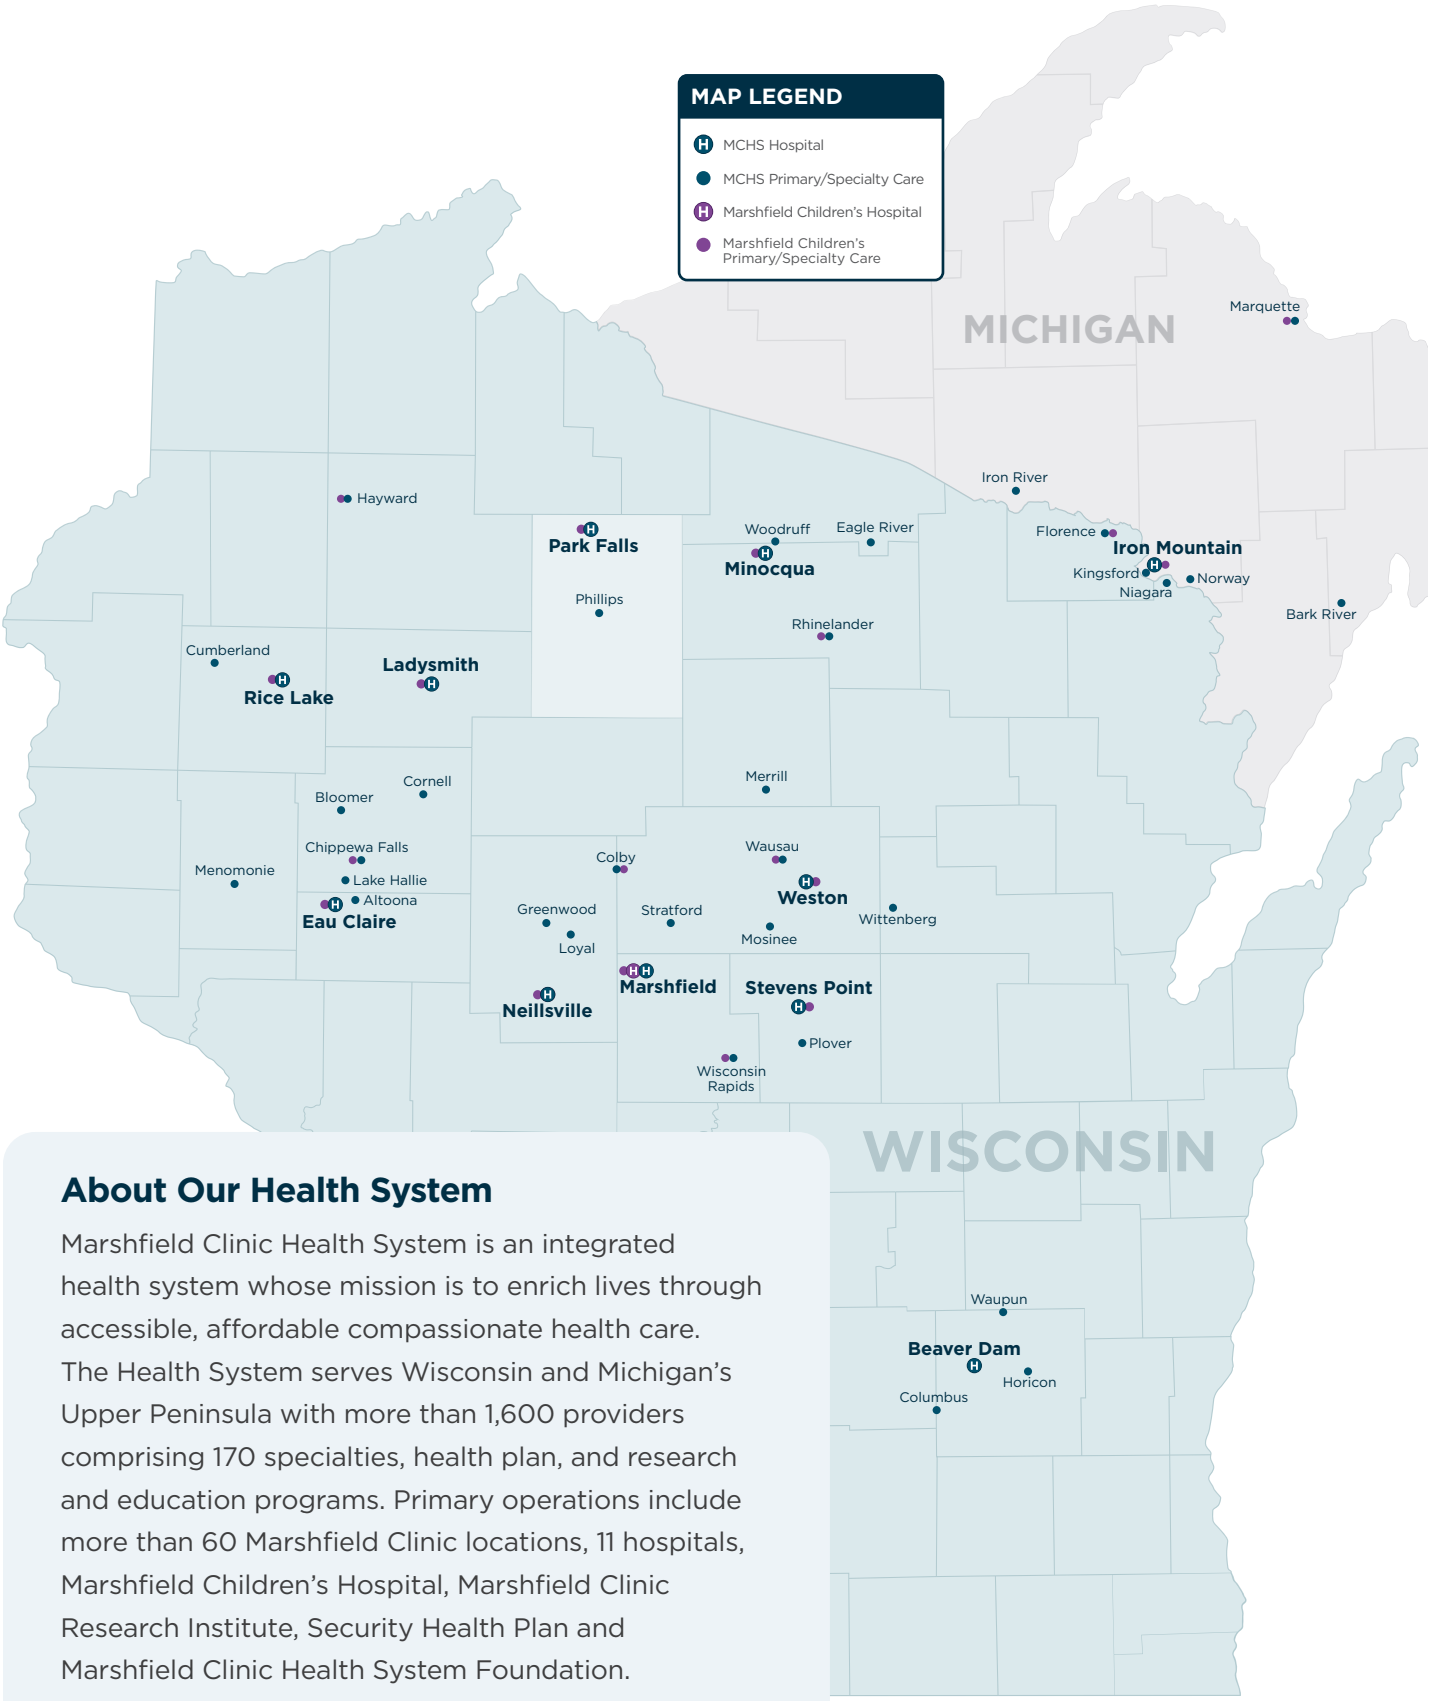 MAP LEGEND
H MCHS Hospital
MCHS Primary/Specialty Care
H Marshfield Children's Hospital
Marshfield Children's
Primary/Specialty Care
MICHIGAN
Marquette
Iron River
Hayward
Park Falls
H
Woodruff
Eagle River
Florence
H
Minocqua
Iron Mountain
H
Kingsford
Norway
Niagara
Phillips
Bark River
Rhinelander
Cumberland
Ladysmith
H
H
Rice Lake
Merrill
Cornell
Bloomer
Chippewa Falls
Colby
Wausau
Menomonie
Lake Hallie
H
Weston
Altoona
H
Eau Claire
Greenwood
Stratford
Wittenberg
Loyal
Mosinee
H H
Marshfield
Stevens Point
H
H
Neillsville
Plover
Wisconsin
Rapids
WISCONSIN
Waupun
Beaver Dam
H
Horicon
Columbus
About Our Health System
Marshfield Clinic Health System is an integrated
health system whose mission is to enrich lives through
accessible, affordable compassionate health care.
The Health System serves Wisconsin and Michigan's
Upper Peninsula with more than 1,600 providers
comprising 170 specialties, health plan, and research
and education programs. Primary operations include
more than 60 Marshfield Clinic locations, 11 hospitals,
Marshfield Children's Hospital, Marshfield Clinic
Research Institute, Security Health Plan and
Marshfield Clinic Health System Foundation.